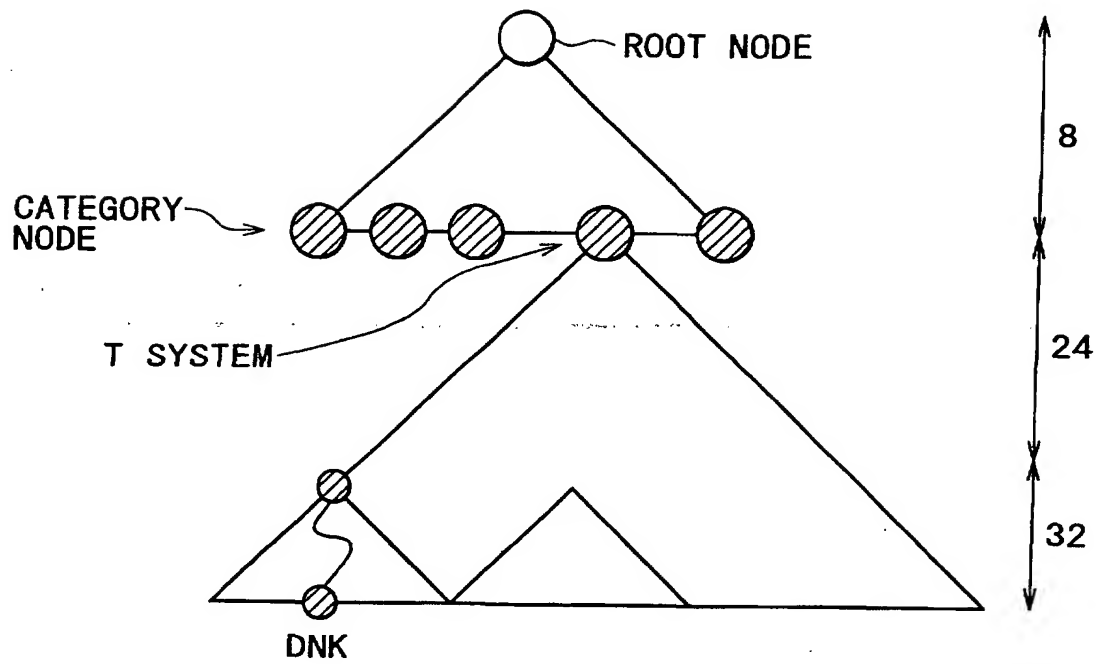 ROOT NODE
8
CATEGORY
NODE
T SYSTEM
24
32
DNK